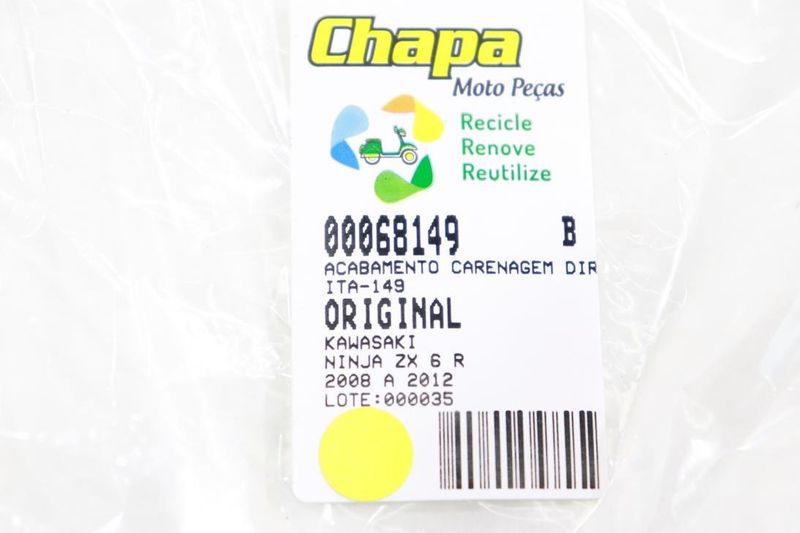 Chapa
Moto Peças
Recicle
Renove
Reutilize
00068149 B
ACABAMENTO CARENAGEM DIR
ITA-149
ORIGINAL
KAWASAKI
NINJA ZX 6 R
2008 A 2012
LOTE:000035